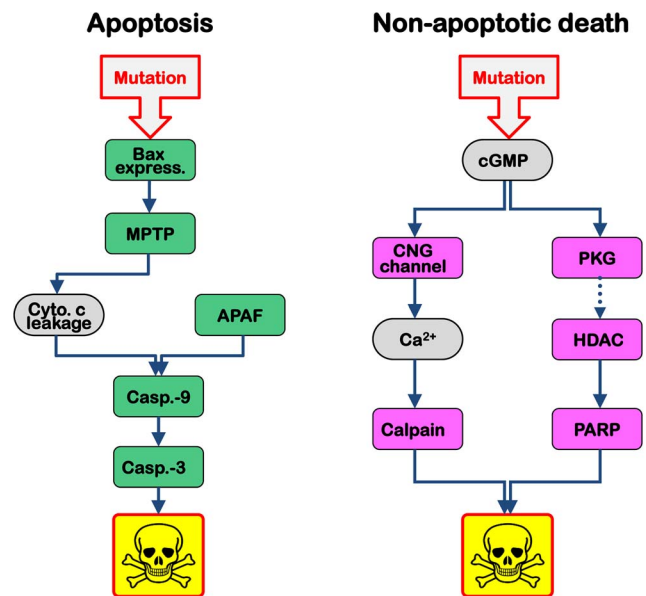 Apoptosis
Mutation
Bax
express.
MPTP
Cyto. c
leakage
APAF
Casp.-9
Casp.-3
Non-apoptotic death
Mutation
cGMP
CNG
channel
PKG
Ca²⁺
HDAC
Calpain
PARP